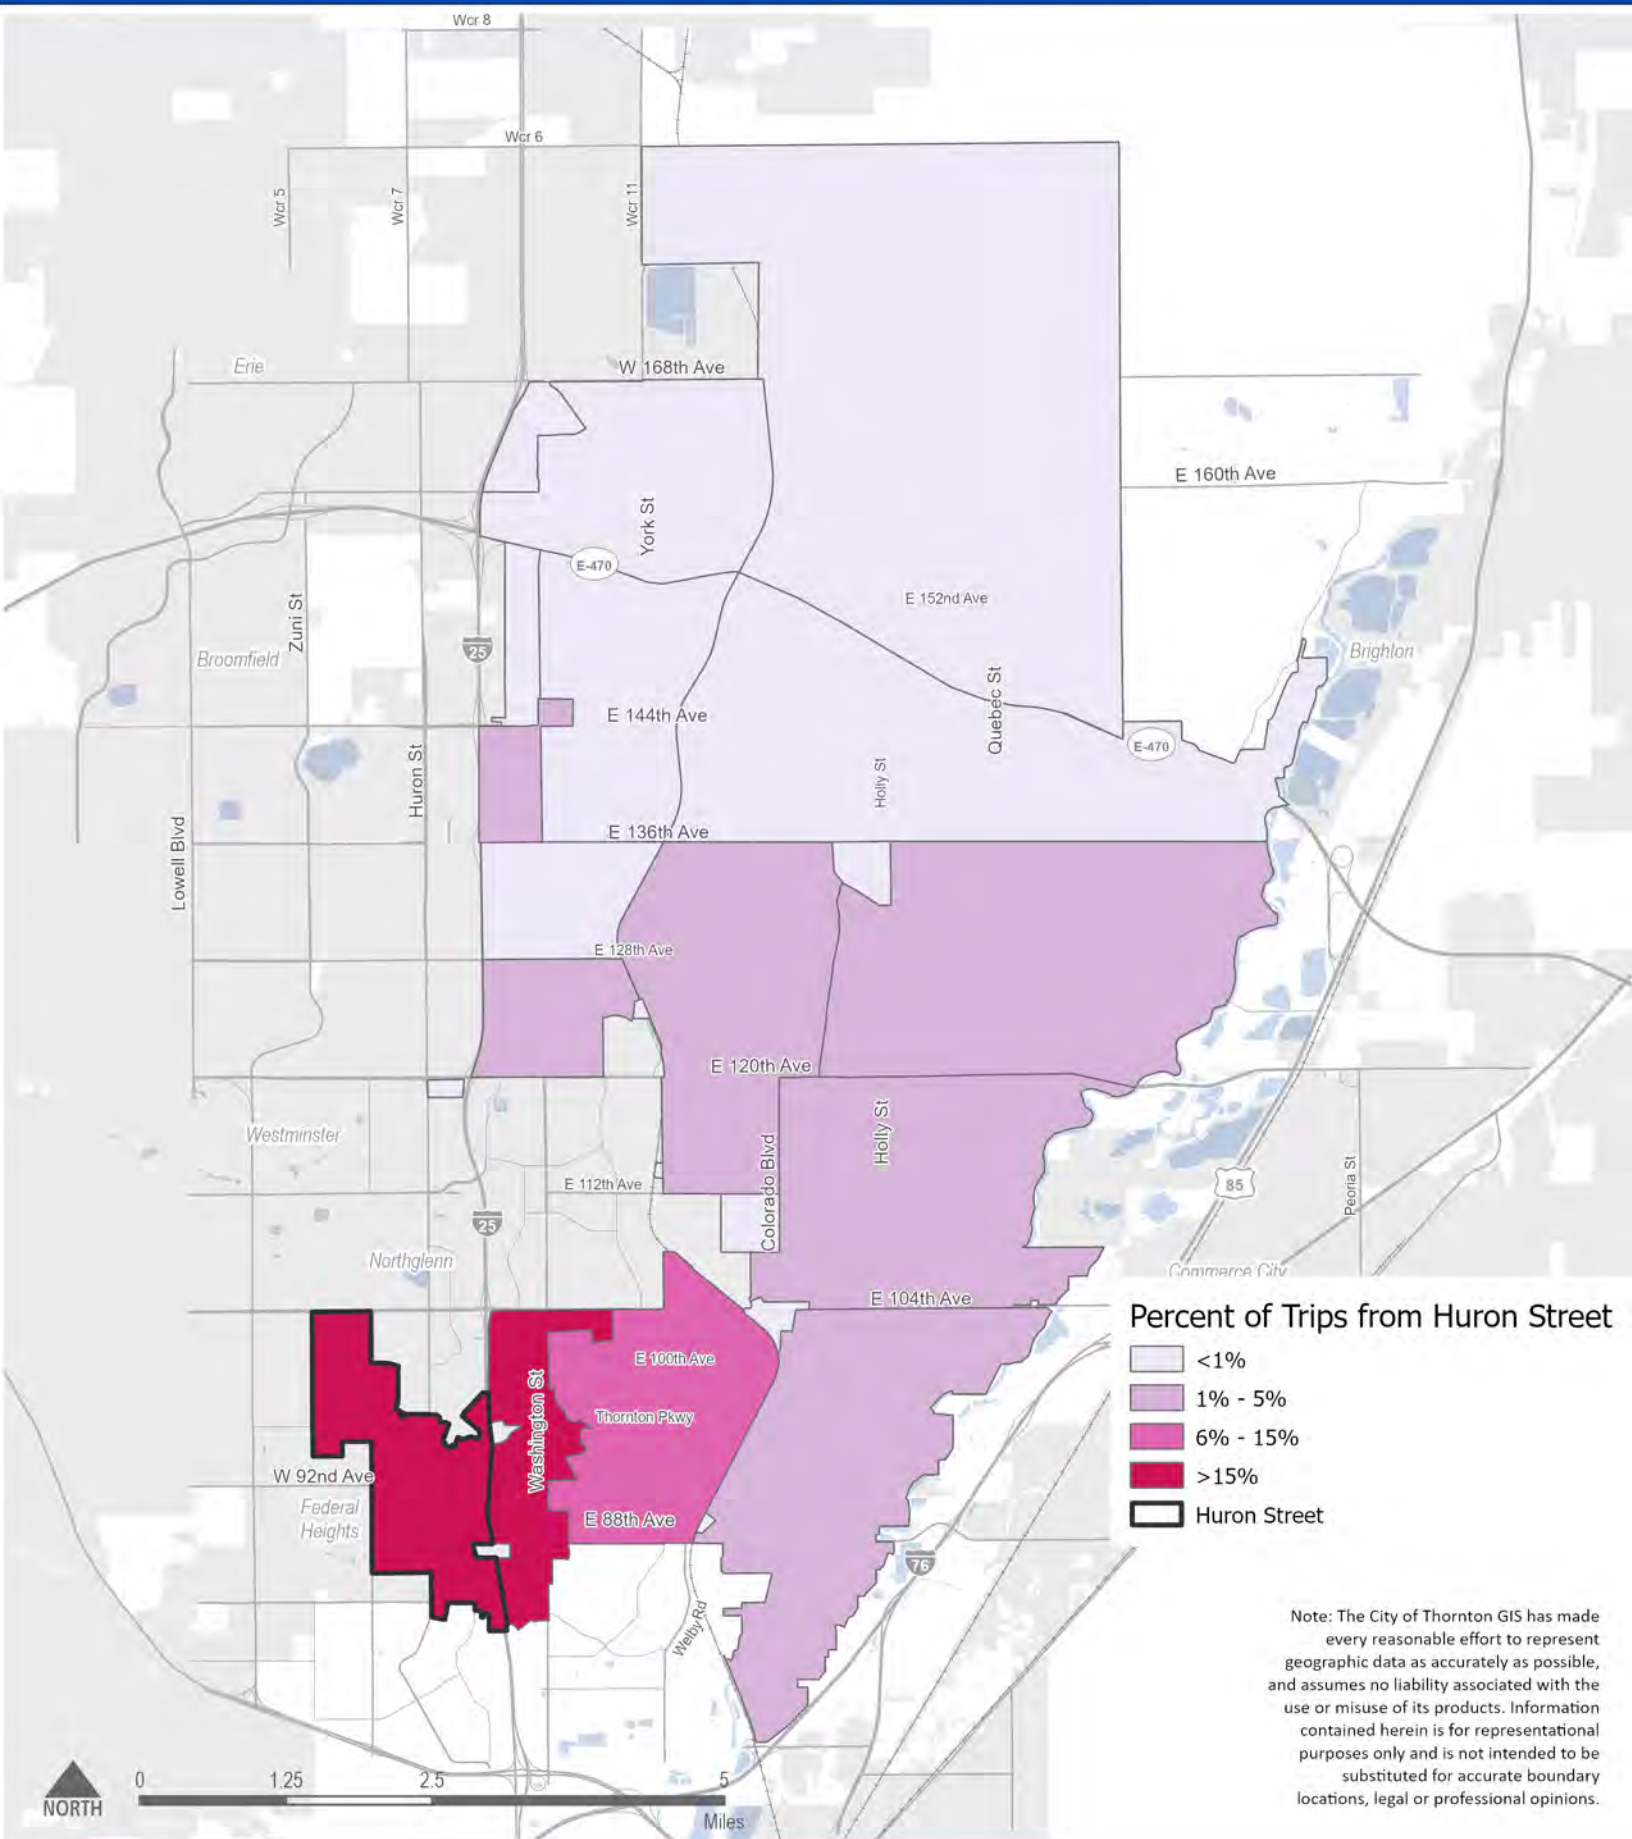 Wcr 8
Wcr 6
Wcr 5
Wcr 7
Wcr 11
W 168th Ave
Erie
E 160th Ave
York St
E-470
E 152nd Ave
Zuni St
25
Broomfield
Brighton
Quebec St
E 144th Ave
E-470
Huron St
Holly St
E 136th Ave
Lowell Blvd
E 128th Ave
E 120th Ave
Westminster
Holly St
Colorado Blvd
E 112th Ave
85
Peoria St
25
Northglenn
Commerce City
E 104th Ave
E 100th Ave
Washington St
Thornton Pkwy
W 92nd Ave
Federal
Heights
E 88th Ave
76
Welby Rd
Percent of Trips from Huron Street
<1%
1% - 5%
6% - 15%
>15%
Huron Street
Note: The City of Thornton GIS has made
every reasonable effort to represent
geographic data as accurately as possible,
and assumes no liability associated with the
use or misuse of its products. Information
contained herein is for representational
purposes only and is not intended to be
substituted for accurate boundary
locations, legal or professional opinions.
NORTH
0 1.25 2.5 5
Miles